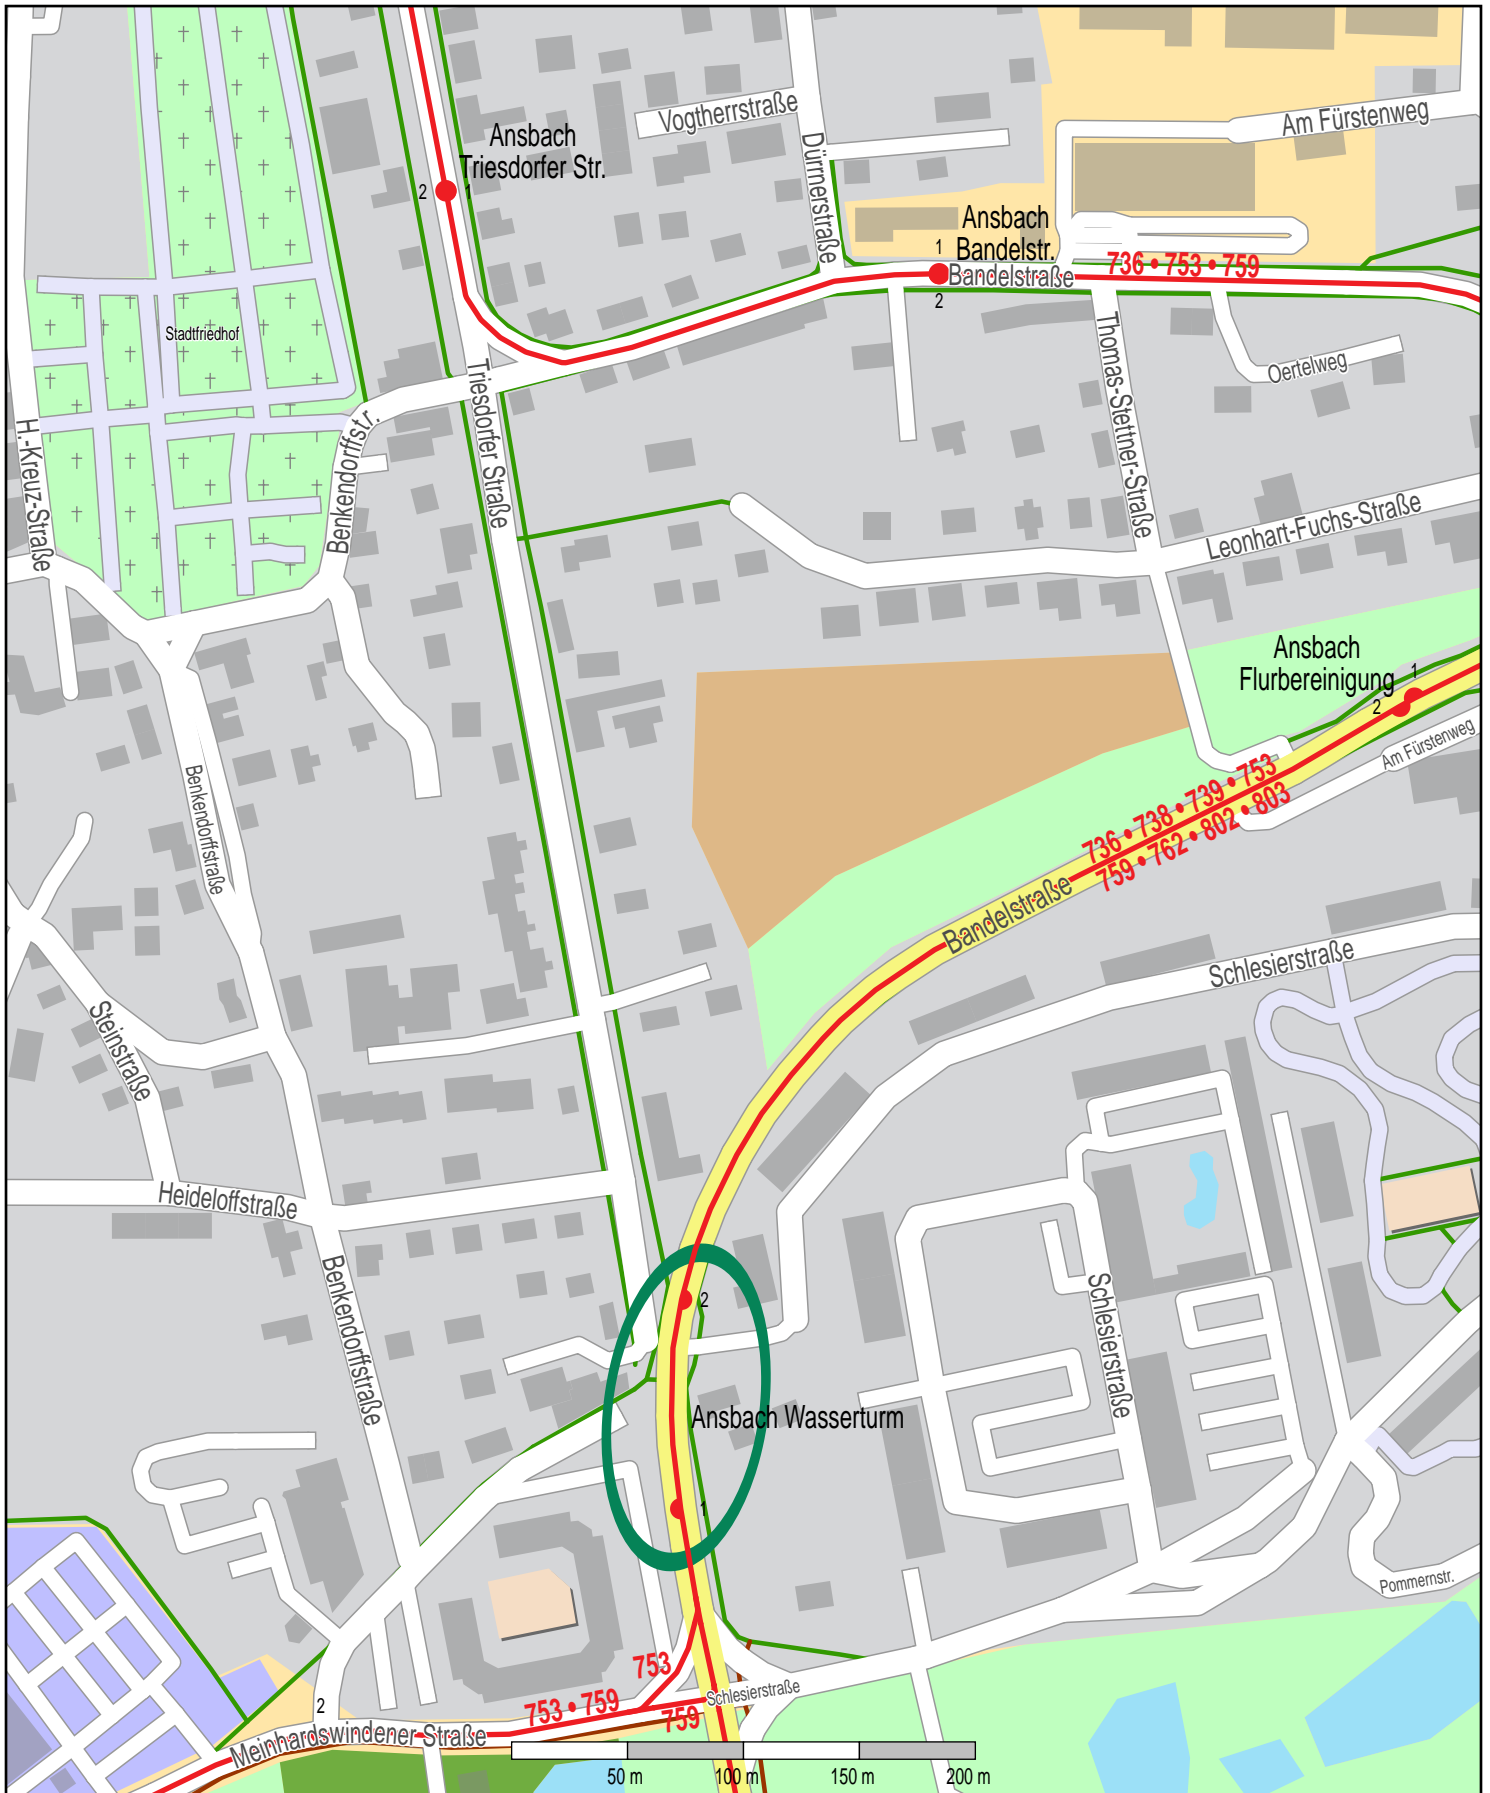 Vogtherrstraße
Am Fürstenweg
Ansbach
Triesdorfer Str.
2
1
Dürrnerstraße
Ansbach
Bandelstr.
1
Bandelstraße
2
736 • 753 • 759
Stadtfriedhof
Thomas-Stettner-Straße
Oertelweg
Triesdorfer Straße
Benkendorffstr.
H.-Kreuz-Straße
Leonhart-Fuchs-Straße
Ansbach
Flurbereinigung
1
2
Am Fürstenweg
736 • 738 • 739 • 753
759 • 762 • 802 • 803
Benkendorffstraße
Bandelstraße
Schlesierstraße
Steinstraße
Heideloffstraße
Benkendorffstraße
2
Schlesierstraße
Ansbach Wasserturm
1
Pommernstr.
753
753 • 759
759
Schlesierstraße
2
Meinhardswindener Straße
50 m
100 m
150 m
200 m